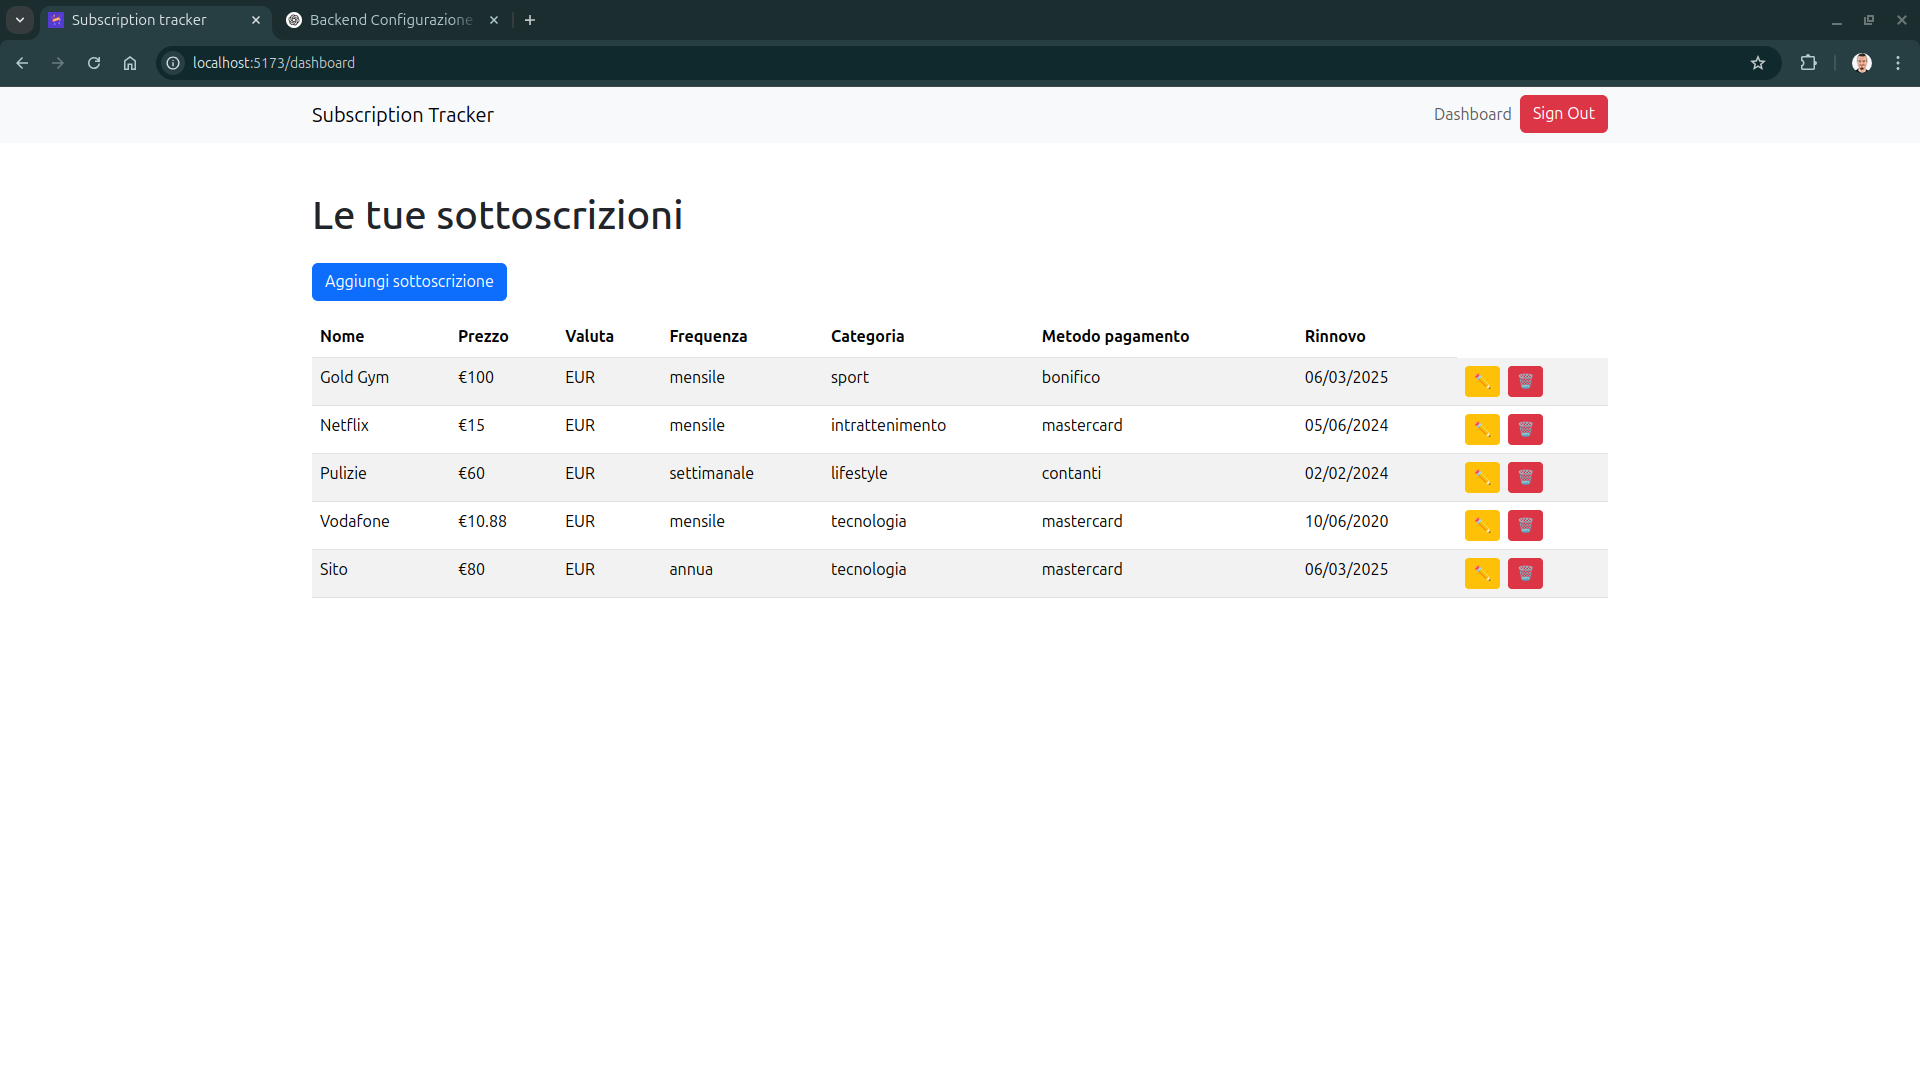 Subscription tracker
Backend Configurazione
localhost:5173/dashboard
Subscription Tracker
Dashboard
Sign Out
Le tue sottoscrizioni
Aggiungi sottoscrizione
Nome Prezzo Valuta Frequenza Categoria Metodo pagamento Rinnovo
Gold Gym €100 EUR mensile sport bonifico 06/03/2025
Netflix €15 EUR mensile intrattenimento mastercard 05/06/2024
Pulizie €60 EUR settimanale lifestyle contanti 02/02/2024
Vodafone €10.88 EUR mensile tecnologia mastercard 10/06/2020
Sito €80 EUR annua tecnologia mastercard 06/03/2025